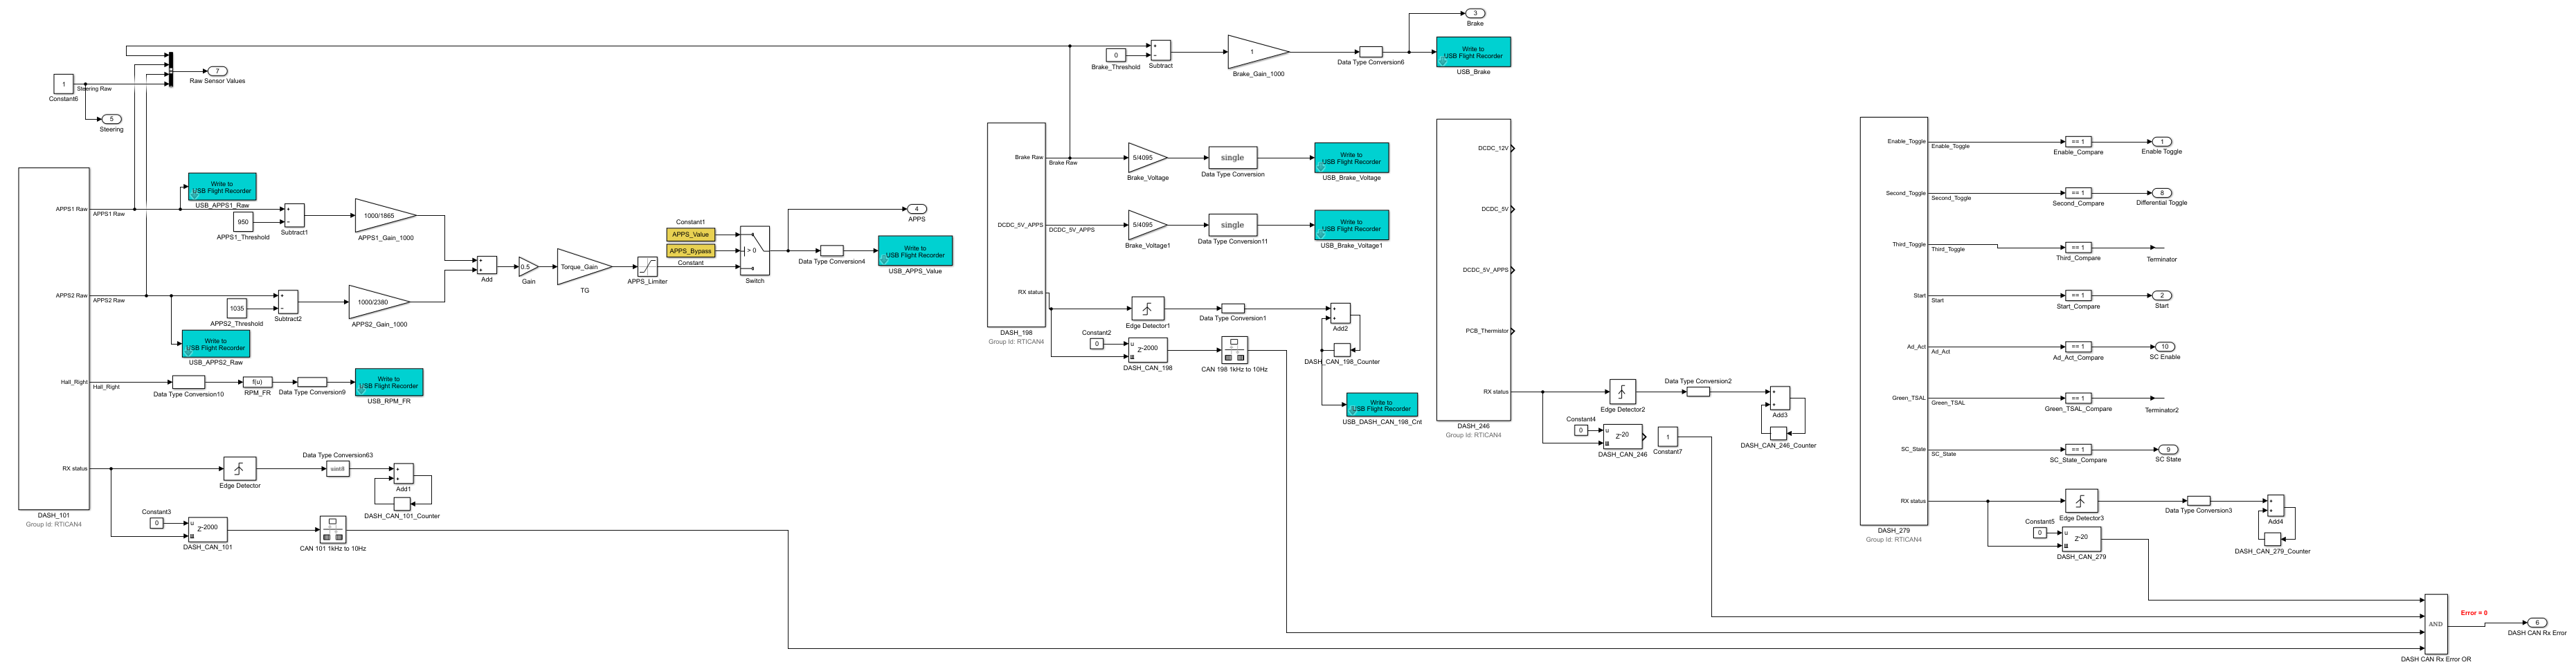 3
Brake
Write to
USB Flight Recorder
USB_Brake
Data Type Conversion6
1
Brake_Gain_1000
0
Brake_Threshold
+
−
Subtract
7
Raw Sensor Values
1
Constant6
Steering Raw
5
Steering
APPS1 Raw
APPS1 Raw
Write to
USB Flight Recorder
USB_APPS1_Raw
950
APPS1_Threshold
+
−
Subtract1
1000/1865
APPS1_Gain_1000
APPS2 Raw
APPS2 Raw
1035
APPS2_Threshold
+
−
Subtract2
1000/2380
APPS2_Gain_1000
Write to
USB Flight Recorder
USB_APPS2_Raw
+
+
Add
0.5
Gain
Torque_Gain
TG
APPS_Limiter
Constant1
APPS_Value
APPS_Bypass
Constant
> 0
Switch
4
APPS
Data Type Conversion4
Write to
USB Flight Recorder
USB_APPS_Value
Hall_Right
Hall_Right
Data Type Conversion10
f(u)
RPM_FR
Data Type Conversion9
Write to
USB Flight Recorder
USB_RPM_FR
RX status
Edge Detector
Data Type Conversion63
uint8
+
+
Add1
DASH_CAN_101_Counter
DASH_101
Group Id: RTICAN4
Constant3
0
u
Z-2000
DASH_CAN_101
CAN 101 1kHz to 10Hz
Brake Raw
Brake Raw
5/4095
Brake_Voltage
single
Data Type Conversion
Write to
USB Flight Recorder
USB_Brake_Voltage
DCDC_5V_APPS
DCDC_5V_APPS
5/4095
Brake_Voltage1
single
Data Type Conversion11
Write to
USB Flight Recorder
USB_Brake_Voltage1
RX status
Edge Detector1
Data Type Conversion1
+
+
Add2
DASH_CAN_198_Counter
DASH_198
Group Id: RTICAN4
Constant2
0
u
Z-2000
DASH_CAN_198
CAN 198 1kHz to 10Hz
Write to
USB Flight Recorder
USB_DASH_CAN_198_Cnt
DCDC_12V
DCDC_5V
DCDC_5V_APPS
PCB_Thermistor
RX status
DASH_246
Group Id: RTICAN4
Edge Detector2
Data Type Conversion2
+
+
Add3
DASH_CAN_246_Counter
Constant4
0
u
Z-20
DASH_CAN_246
1
Constant7
Enable_Toggle
Enable_Toggle
== 1
Enable_Compare
1
Enable Toggle
Second_Toggle
Second_Toggle
== 1
Second_Compare
8
Differential Toggle
Third_Toggle
Third_Toggle
== 1
Third_Compare
Terminator
Start
Start
== 1
Start_Compare
2
Start
Ad_Act
Ad_Act
== 1
Ad_Act_Compare
10
SC Enable
Green_TSAL
Green_TSAL
== 1
Green_TSAL_Compare
Terminator2
SC_State
SC_State
== 1
SC_State_Compare
9
SC State
RX status
Edge Detector3
Data Type Conversion3
+
+
Add4
DASH_CAN_279_Counter
DASH_279
Group Id: RTICAN4
Constant5
0
u
Z-20
DASH_CAN_279
AND
DASH CAN Rx Error OR
Error = 0
6
DASH CAN Rx Error